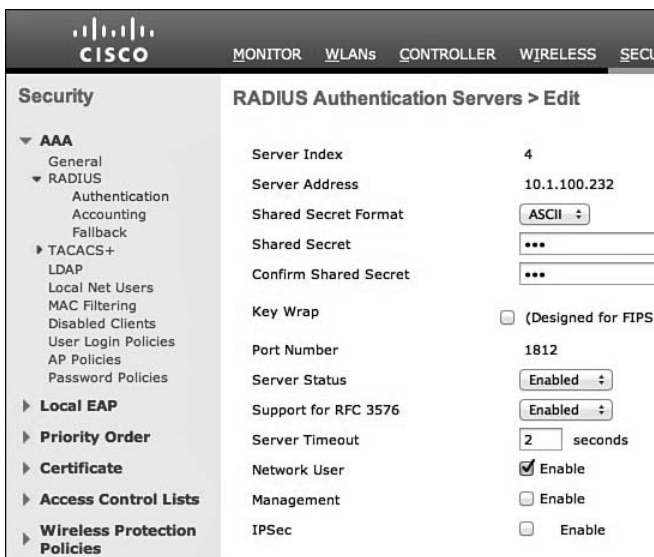 CISCO
MONITOR WLANs CONTROLLER WIRELESS SECU
Security
AAA
General
RADIUS
Authentication
Accounting
Fallback
TACACS+
LDAP
Local Net Users
MAC Filtering
Disabled Clients
User Login Policies
AP Policies
Password Policies
Local EAP
Priority Order
Certificate
Access Control Lists
Wireless Protection
Policies
RADIUS Authentication Servers > Edit
Server Index 4
Server Address 10.1.100.232
Shared Secret Format ASCII
Shared Secret •••
Confirm Shared Secret •••
Key Wrap (Designed for FIPS
Port Number 1812
Server Status Enabled
Support for RFC 3576 Enabled
Server Timeout 2 seconds
Network User Enable
Management Enable
IPSec Enable